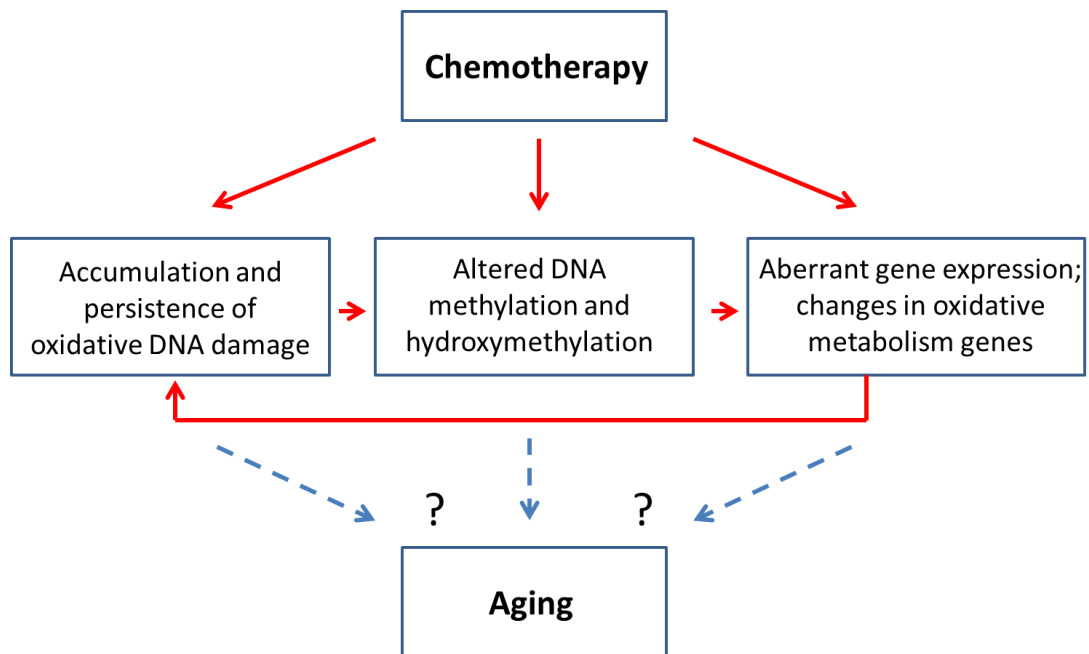 Chemotherapy
Accumulation and
persistence of
oxidative DNA damage
Altered DNA
methylation and
hydroxymethylation
Aberrant gene expression;
changes in oxidative
metabolism genes
? ?
Aging